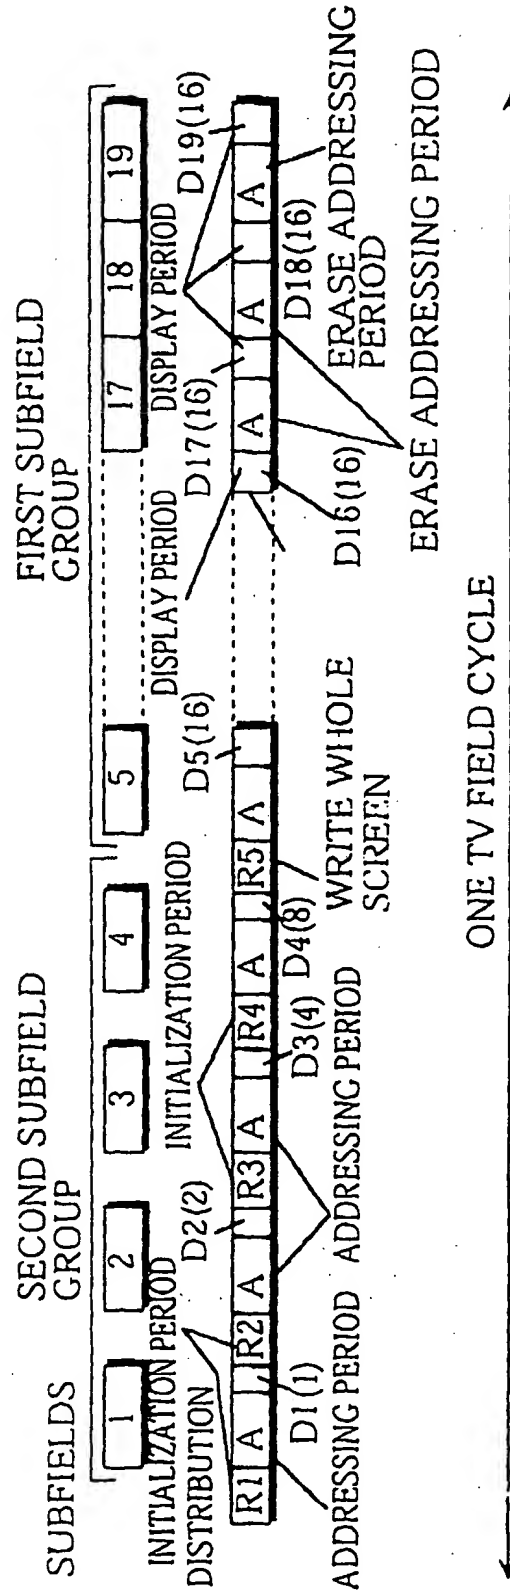 SUBFIELDS
SECOND SUBFIELD
GROUP
FIRST SUBFIELD
GROUP
1 2 3 4 5 17 18 19
INITIALIZATION PERIOD
DISTRIBUTION
INITIALIZATION PERIOD
DISPLAY PERIOD
DISPLAY PERIOD
D2(2)
D5(16)
D17(16)
D19(16)
R1 A R2 A R3 A R4 A R5 A A A A
D1(1)
D3(4)
D4(8)
D16(16)
D18(16)
ADDRESSING PERIOD
ADDRESSING PERIOD
WRITE WHOLE
SCREEN
ERASE ADDRESSING
PERIOD
ERASE ADDRESSING PERIOD
ONE TV FIELD CYCLE